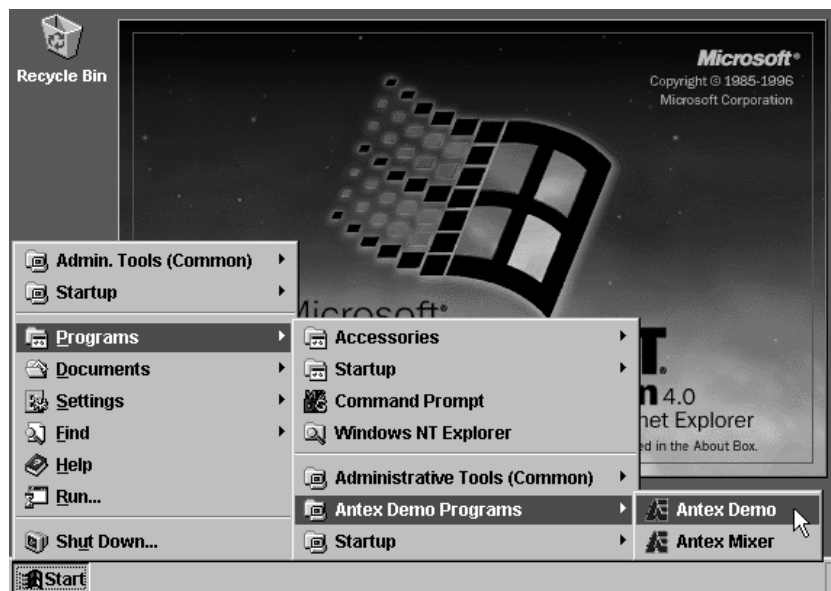 Recycle Bin
Microsoft®
Copyright © 1985-1996
Microsoft Corporation
Admin. Tools (Common)
Startup
Microsoft®
Programs
Documents
Settings
Find
Help
Run...
Shut Down...
Accessories
Startup
Command Prompt
Windows NT Explorer
Administrative Tools (Common)
Antex Demo Programs
Startup
T.
n 4.0
net Explorer
ed in the About Box.
Antex Demo
Antex Mixer
Start